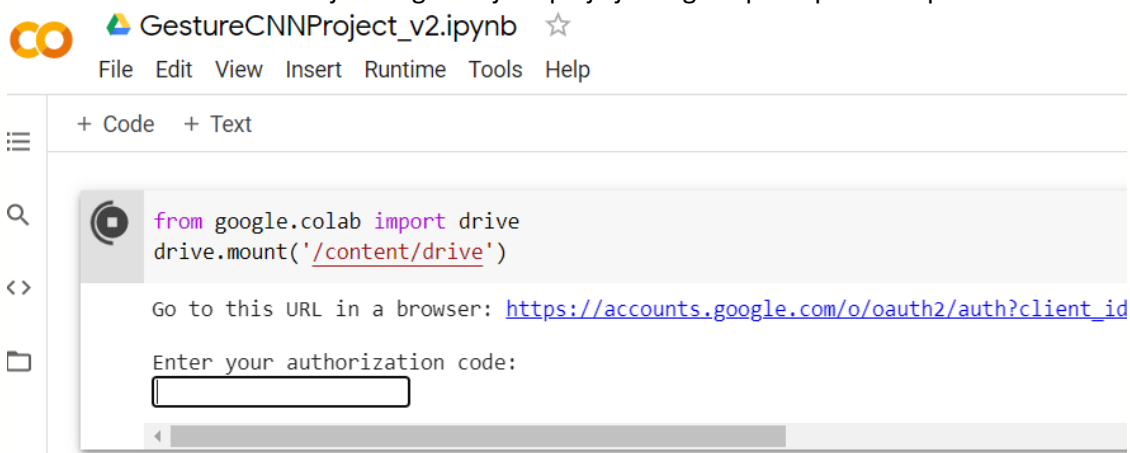 GestureCNNProject_v2.ipynb
File Edit View Insert Runtime Tools Help
+ Code + Text
from google.colab import drive
drive.mount('/content/drive')
Go to this URL in a browser: https://accounts.google.com/o/oauth2/auth?client_id
Enter your authorization code: